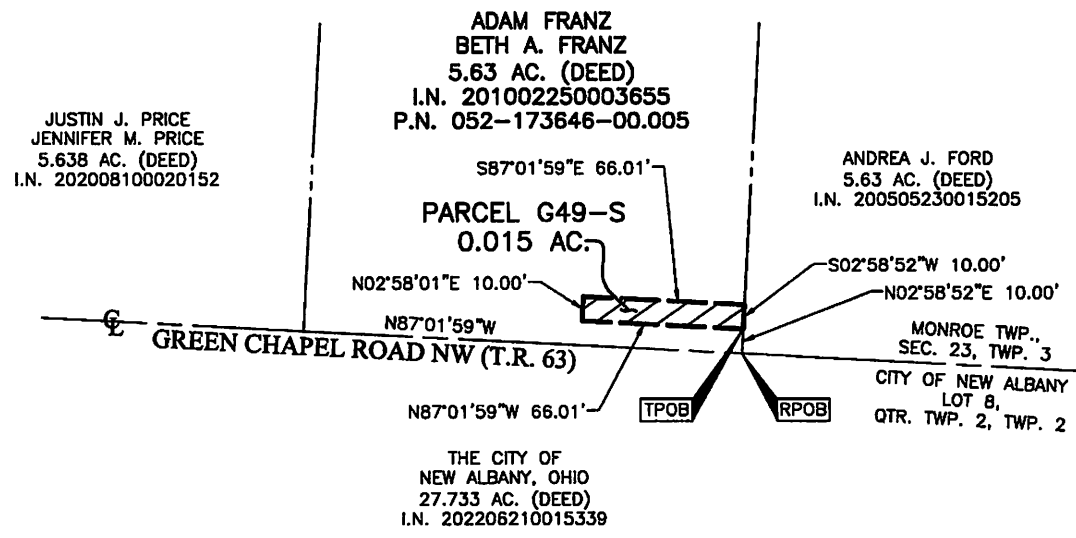 ADAM FRANZ
BETH A. FRANZ
5.63 AC. (DEED)
I.N. 201002250003655
P.N. 052-173646-00.005
JUSTIN J. PRICE
JENNIFER M. PRICE
5.638 AC. (DEED)
I.N. 202008100020152
ANDREA J. FORD
5.63 AC. (DEED)
I.N. 200505230015205
S87°01'59"E 66.01'
PARCEL G49-S
0.015 AC.
N02°58'01"E 10.00'
S02°58'52"W 10.00'
N02°58'52"E 10.00'
N87°01'59"W
℄ GREEN CHAPEL ROAD NW (T.R. 63)
MONROE TWP.,
SEC. 23, TWP. 3
CITY OF NEW ALBANY
LOT 8,
QTR. TWP. 2, TWP. 2
N87°01'59"W 66.01'
TPOB
RPOB
THE CITY OF
NEW ALBANY, OHIO
27.733 AC. (DEED)
I.N. 202206210015339